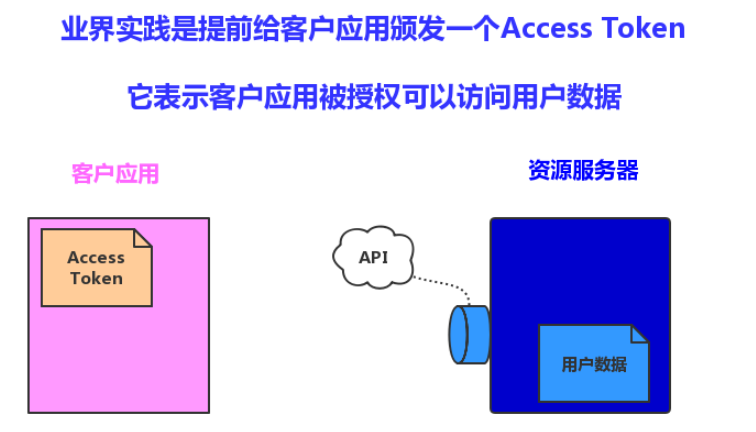 业界实践是提前给客户应用颁发一个Access Token
它表示客户应用被授权可以访问用户数据
客户应用
资源服务器
Access
Token
API
用户数据